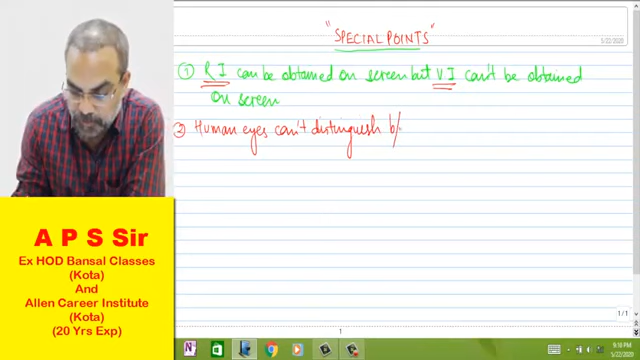 "SPECIAL POINTS"
5/22/2020
① R I can be obtained on screen but V I can't be obtained
On screen
② Human eyes can't distinguish b/
A P S Sir
Ex HOD Bansal Classes
(Kota)
And
Allen Career Institute
(Kota)
(20 Yrs Exp)
1/1
1
9:10 PM
5/22/2020